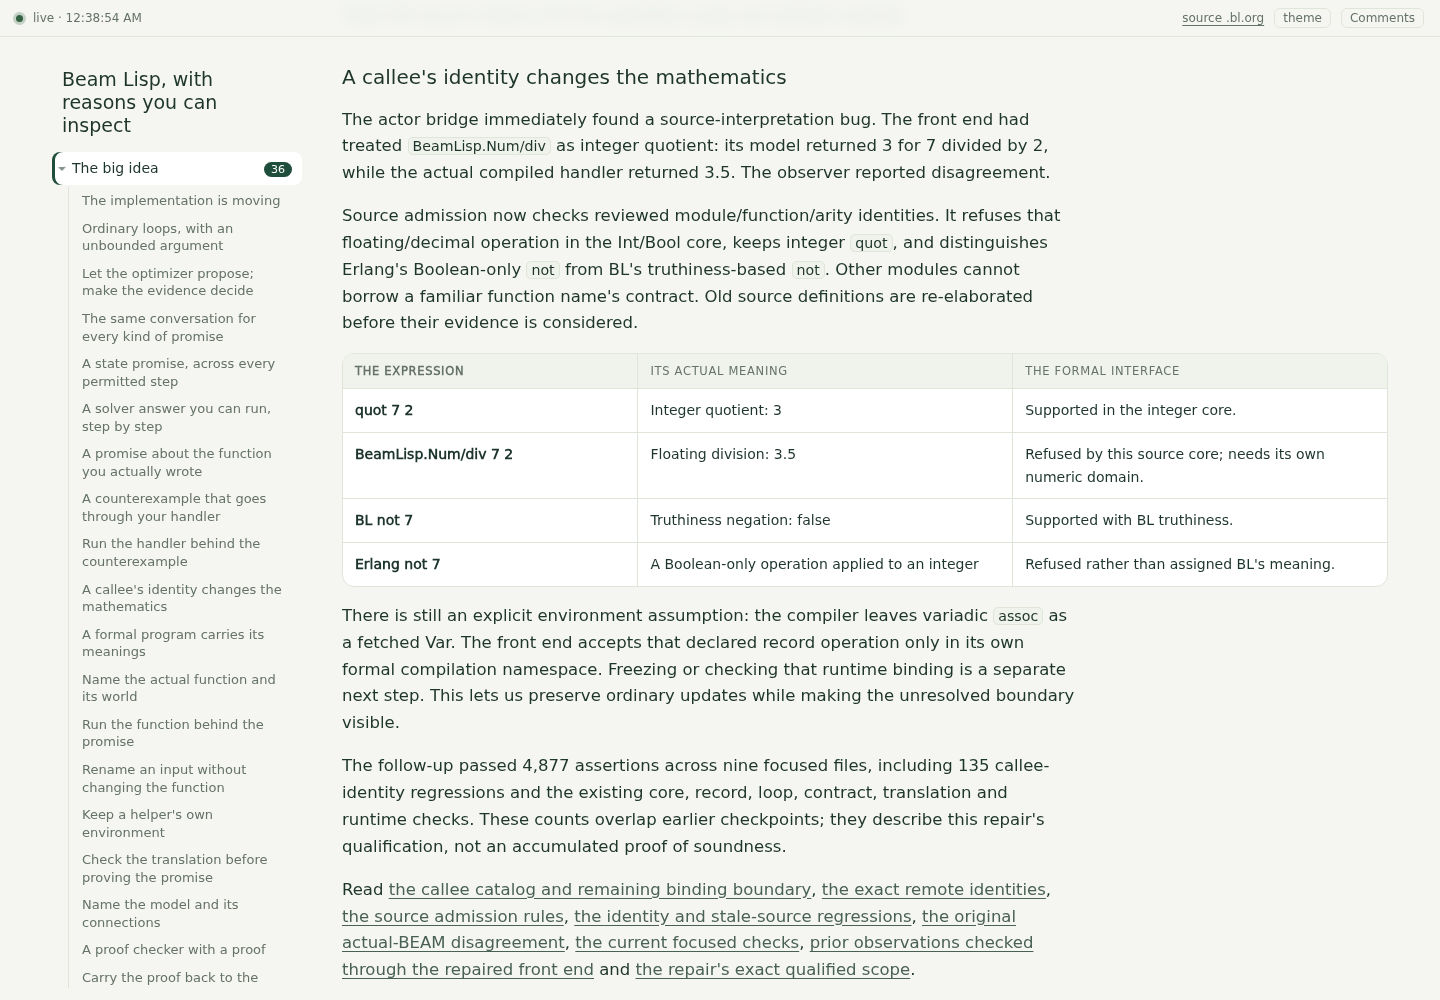 live · 12:38:54 AM
source .bl.org
theme
Comments
Beam Lisp, with
reasons you can
inspect
The big idea
36
The implementation is moving
Ordinary loops, with an
unbounded argument
Let the optimizer propose;
make the evidence decide
The same conversation for
every kind of promise
A state promise, across every
permitted step
A solver answer you can run,
step by step
A promise about the function
you actually wrote
A counterexample that goes
through your handler
Run the handler behind the
counterexample
A callee's identity changes the
mathematics
A formal program carries its
meanings
Name the actual function and
its world
Run the function behind the
promise
Rename an input without
changing the function
Keep a helper's own
environment
Check the translation before
proving the promise
Name the model and its
connections
A proof checker with a proof
Carry the proof back to the
A callee's identity changes the mathematics
The actor bridge immediately found a source-interpretation bug. The front end had
treated BeamLisp.Num/div as integer quotient: its model returned 3 for 7 divided by 2,
while the actual compiled handler returned 3.5. The observer reported disagreement.
Source admission now checks reviewed module/function/arity identities. It refuses that
floating/decimal operation in the Int/Bool core, keeps integer quot, and distinguishes
Erlang's Boolean-only not from BL's truthiness-based not. Other modules cannot
borrow a familiar function name's contract. Old source definitions are re-elaborated
before their evidence is considered.
THE EXPRESSION ITS ACTUAL MEANING THE FORMAL INTERFACE
quot 7 2 Integer quotient: 3 Supported in the integer core.
BeamLisp.Num/div 7 2 Floating division: 3.5 Refused by this source core; needs its own
numeric domain.
BL not 7 Truthiness negation: false Supported with BL truthiness.
Erlang not 7 A Boolean-only operation applied to an integer Refused rather than assigned BL's meaning.
There is still an explicit environment assumption: the compiler leaves variadic assoc as
a fetched Var. The front end accepts that declared record operation only in its own
formal compilation namespace. Freezing or checking that runtime binding is a separate
next step. This lets us preserve ordinary updates while making the unresolved boundary
visible.
The follow-up passed 4,877 assertions across nine focused files, including 135 callee-
identity regressions and the existing core, record, loop, contract, translation and
runtime checks. These counts overlap earlier checkpoints; they describe this repair's
qualification, not an accumulated proof of soundness.
Read the callee catalog and remaining binding boundary, the exact remote identities,
the source admission rules, the identity and stale-source regressions, the original
actual-BEAM disagreement, the current focused checks, prior observations checked
through the repaired front end and the repair's exact qualified scope.